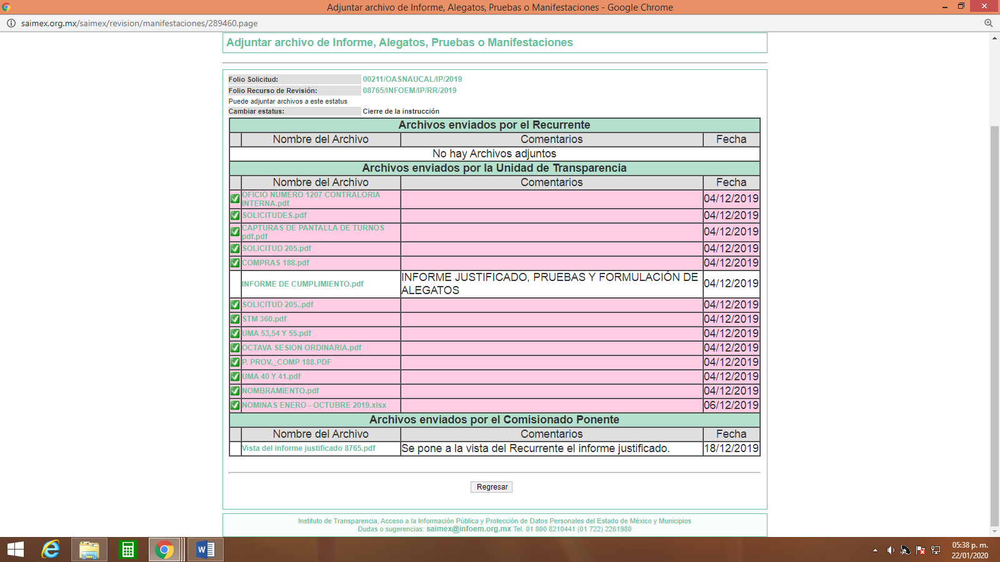 Adjuntar archivo de Informe, Alegatos, Pruebas o Manifestaciones - Google Chrome
saimex.org.mx/saimex/revision/manifestaciones/289460.page
Adjuntar archivo de Informe, Alegatos, Pruebas o Manifestaciones
Folio Solicitud: 00211/OASNAUCAL/IP/2019
Folio Recurso de Revisión: 08765/INFOEM/IP/RR/2019
Puede adjuntar archivos a este estatus
Cambiar estatus: Cierre de la instrucción
Archivos enviados por el Recurrente
Nombre del Archivo Comentarios Fecha
No hay Archivos adjuntos
Archivos enviados por la Unidad de Transparencia
Nombre del Archivo Comentarios Fecha
OFICIO NÚMERO 1207 CONTRALORIA
INTERNA.pdf 04/12/2019
SOLICITUDES.pdf 04/12/2019
CAPTURAS DE PANTALLA DE TURNOS
pdf.pdf 04/12/2019
SOLICITUD 205.pdf 04/12/2019
COMPRAS 188.pdf 04/12/2019
INFORME DE CUMPLIMIENTO.pdf INFORME JUSTIFICADO, PRUEBAS Y FORMULACIÓN DE
ALEGATOS 04/12/2019
SOLICITUD 205..pdf 04/12/2019
STM 360.pdf 04/12/2019
UMA 53,54 Y 55.pdf 04/12/2019
OCTAVA SESION ORDINARIA.pdf 04/12/2019
P. PROV._COMP 188.PDF 04/12/2019
UMA 40 Y 41.pdf 04/12/2019
NOMBRAMIENTO.pdf 04/12/2019
NOMINAS ENERO - OCTUBRE 2019.xlsx 06/12/2019
Archivos enviados por el Comisionado Ponente
Nombre del Archivo Comentarios Fecha
Vista del informe justificado 8765.pdf Se pone a la vista del Recurrente el informe justificado. 18/12/2019
Regresar
Instituto de Transparencia, Acceso a la Información Pública y Protección de Datos Personales del Estado de México y Municipios
Dudas o sugerencias: saimex@infoem.org.mx Tel. 01 800 8210441 (01 722) 2261980
05:38 p. m.
22/01/2020